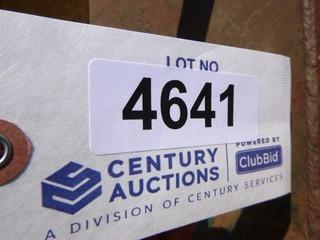 LOT NO
4641
CENTURY
AUCTIONS
POWERED BY
ClubBid
A DIVISION OF CENTURY SERVICES